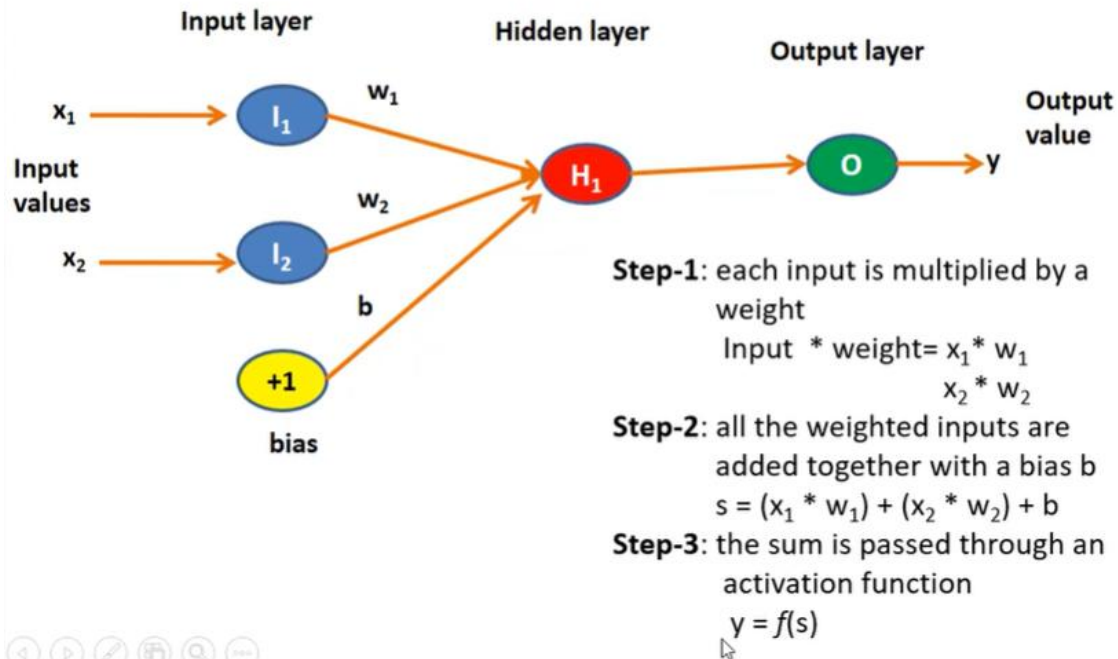 Input layer
Hidden layer
Output layer
x₁
I₁
w₁
Input
values
H₁
O
y
Output
value
w₂
x₂
I₂
b
+1
bias
Step-1: each input is multiplied by a
weight
Input * weight= x₁* w₁
x₂ * w₂
Step-2: all the weighted inputs are
added together with a bias b
s = (x₁ * w₁) + (x₂ * w₂) + b
Step-3: the sum is passed through an
activation function
y = f(s)